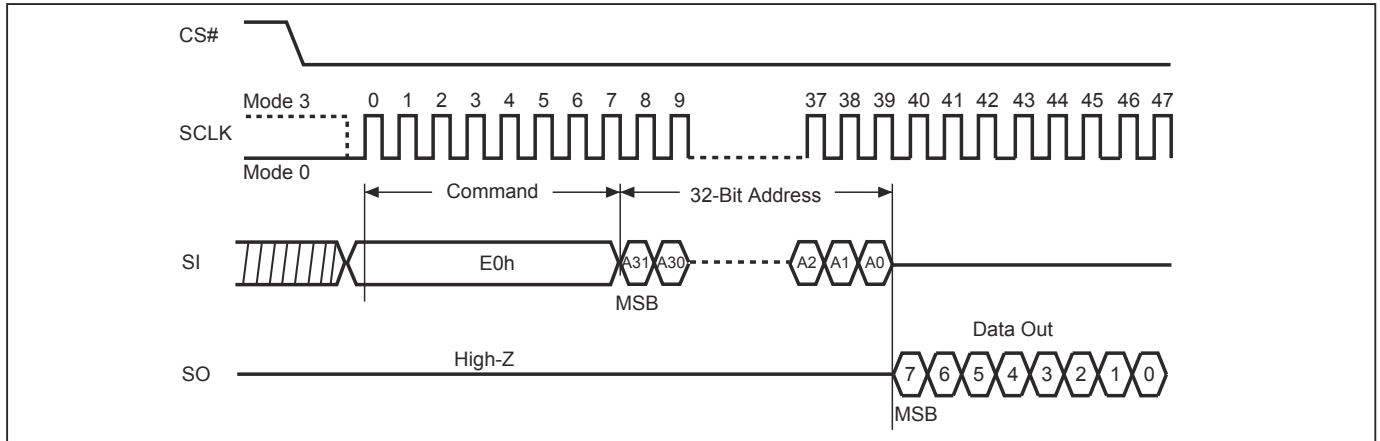 CS#
Mode 3
0 1 2 3 4 5 6 7 8 9 37 38 39 40 41 42 43 44 45 46 47
SCLK
Mode 0
Command
32-Bit Address
SI
E0h
A31 A30 A2 A1 A0
MSB
Data Out
High-Z
SO
7 6 5 4 3 2 1 0
MSB